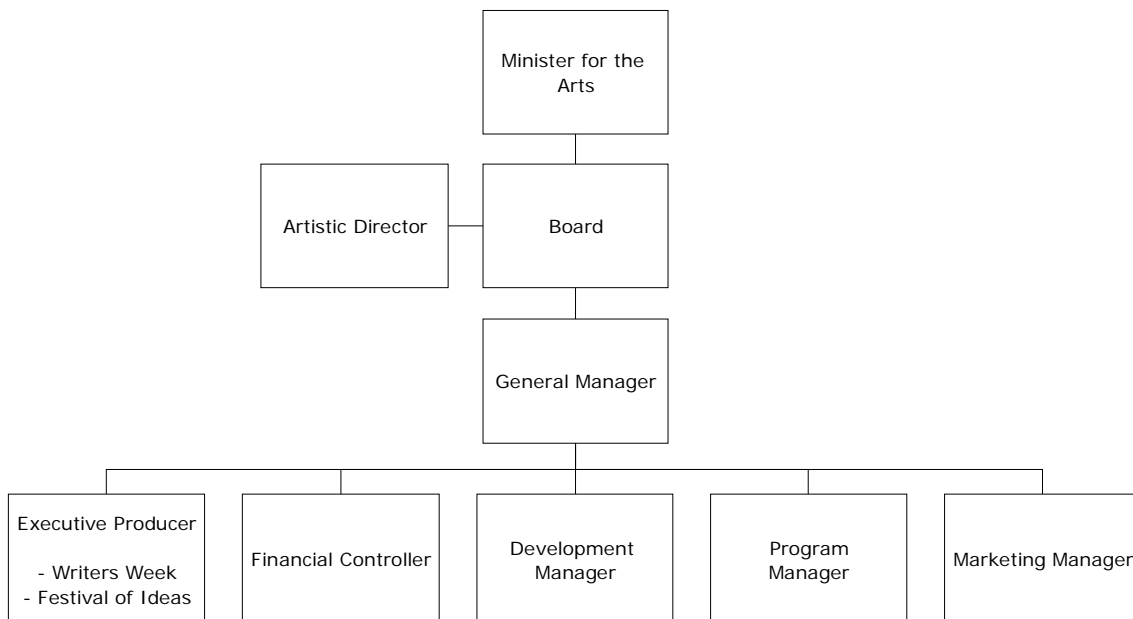 Minister for the
Arts
Artistic Director
Board
General Manager
Executive Producer
- Writers Week
- Festival of Ideas
Financial Controller
Development
Manager
Program
Manager
Marketing Manager